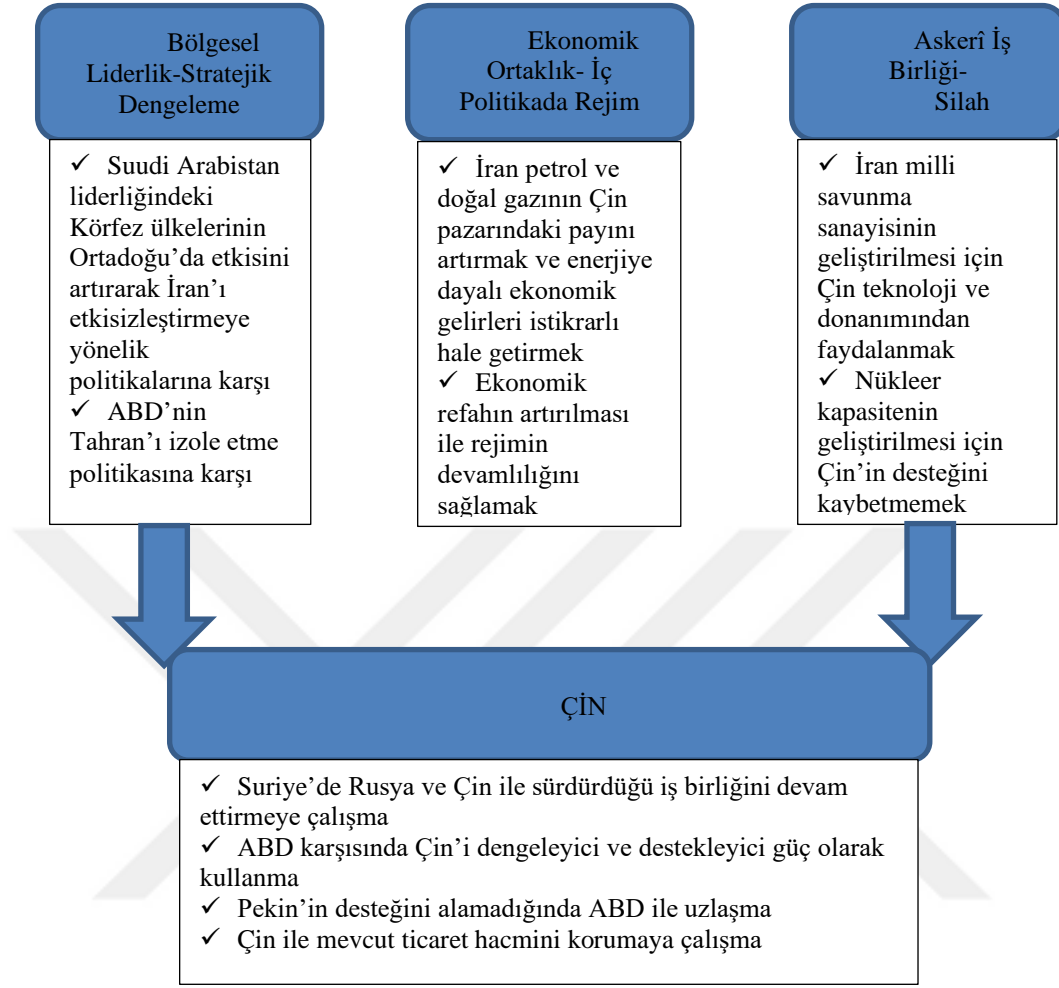 Bölgesel
Liderlik-Stratejik
Dengeleme
✓ Suudi Arabistan
liderliğindeki
Körfez ülkelerinin
Ortadoğu’da etkisini
artırarak İran’ı
etkisizleştirmeye
yönelik
politikalarına karşı
✓ ABD’nin
Tahran’ı izole etme
politikasına karşı
Ekonomik
Ortaklık- İç
Politikada Rejim
✓ İran petrol ve
doğal gazının Çin
pazarındaki payını
artırmak ve enerjiye
dayalı ekonomik
gelirleri istikrarlı
hale getirmek
✓ Ekonomik
refahın artırılması
ile rejimin
devamlılığını
sağlamak
Askerî İş
Birliği-
Silah
✓ İran milli
savunma
sanayisinin
geliştirilmesi için
Çin teknoloji ve
donanımından
faydalanmak
✓ Nükleer
kapasitenin
geliştirilmesi için
Çin’in desteğini
kaybetmemek
ÇİN
✓ Suriye’de Rusya ve Çin ile sürdürdüğü iş birliğini devam
ettirmeye çalışma
✓ ABD karşısında Çin’i dengeleyici ve destekleyici güç olarak
kullanma
✓ Pekin’in desteğini alamadığında ABD ile uzlaşma
✓ Çin ile mevcut ticaret hacmini korumaya çalışma